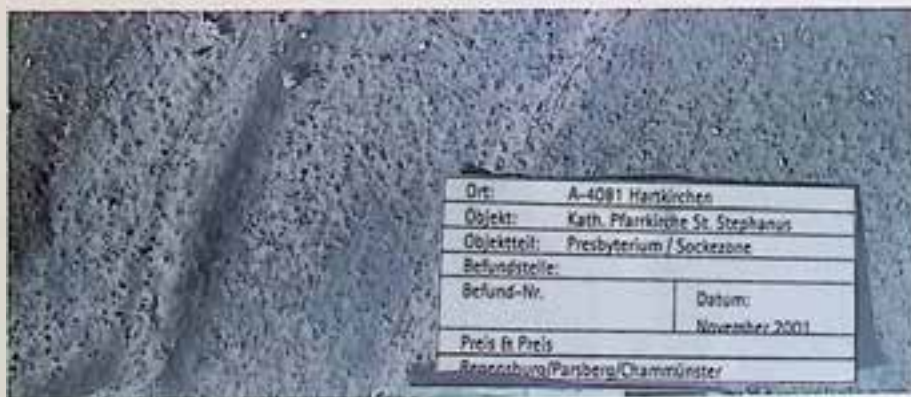 Ort: A-4081 Hartkirchen
Objekt: Kath. Pfarrkirche St. Stephanus
Objektteil: Presbyterium / Sockezone
Befundstelle:
Befund-Nr.
Datum:
November 2001
Preis & Preis
Regensburg/Parsberg/Chammünster